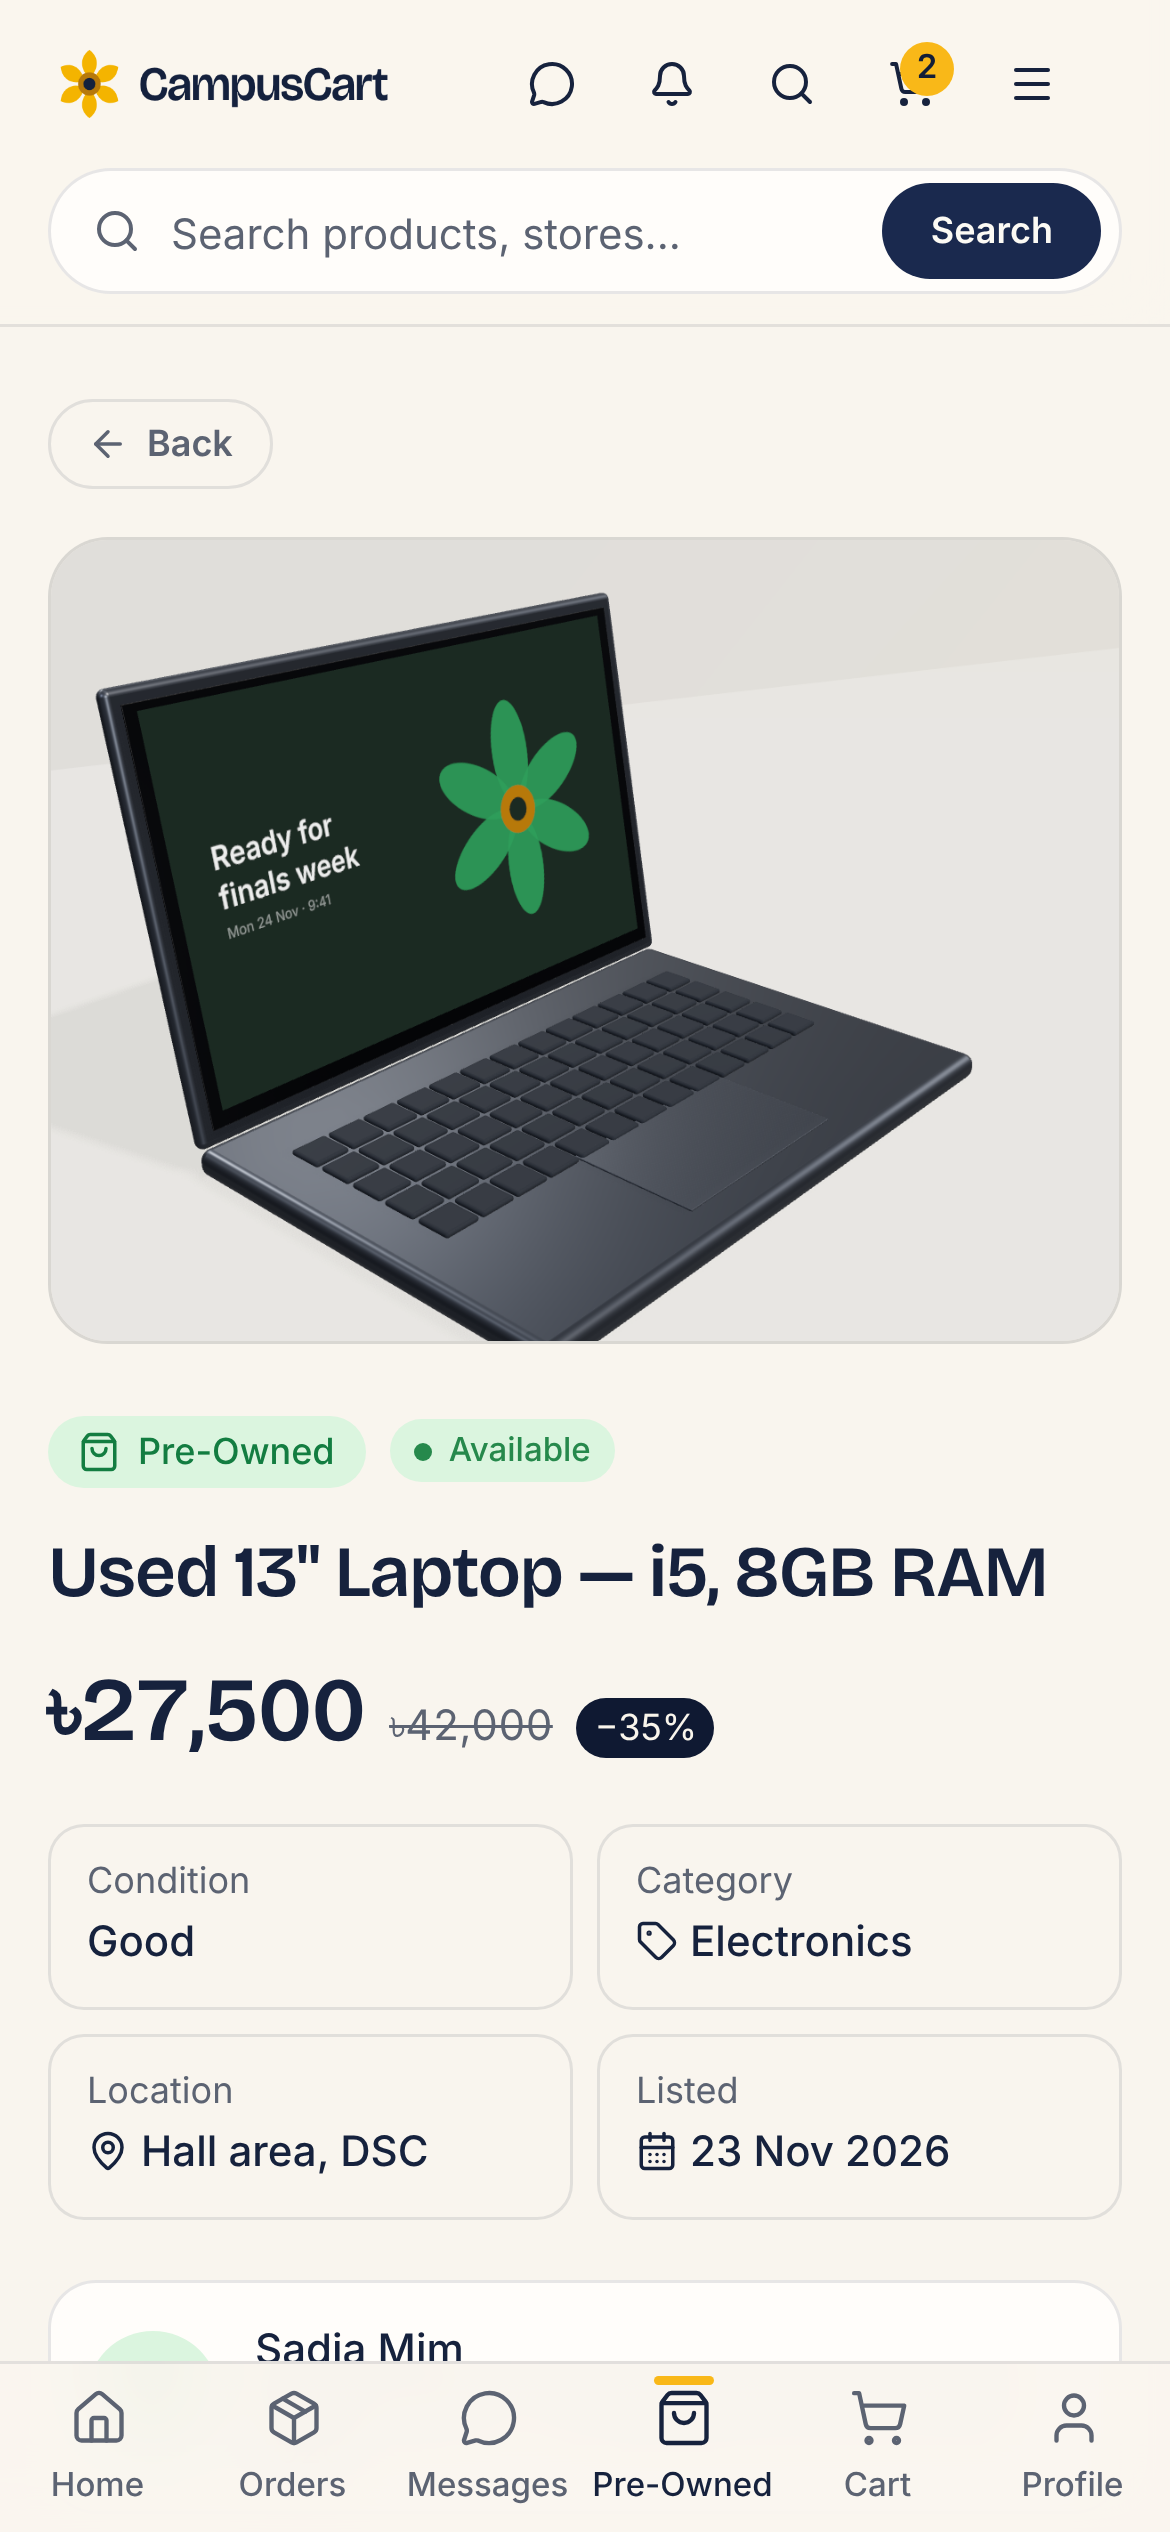 CampusCart
2
Search products, stores...
Search
Back
Ready for
finals week
Mon 24 Nov · 9:41
Pre-Owned
Available
Used 13" Laptop — i5, 8GB RAM
৳27,500 ৳42,000 −35%
Condition
Good
Category
Electronics
Location
Hall area, DSC
Listed
23 Nov 2026
Sadia Mim
Home
Orders
Messages
Pre-Owned
Cart
Profile